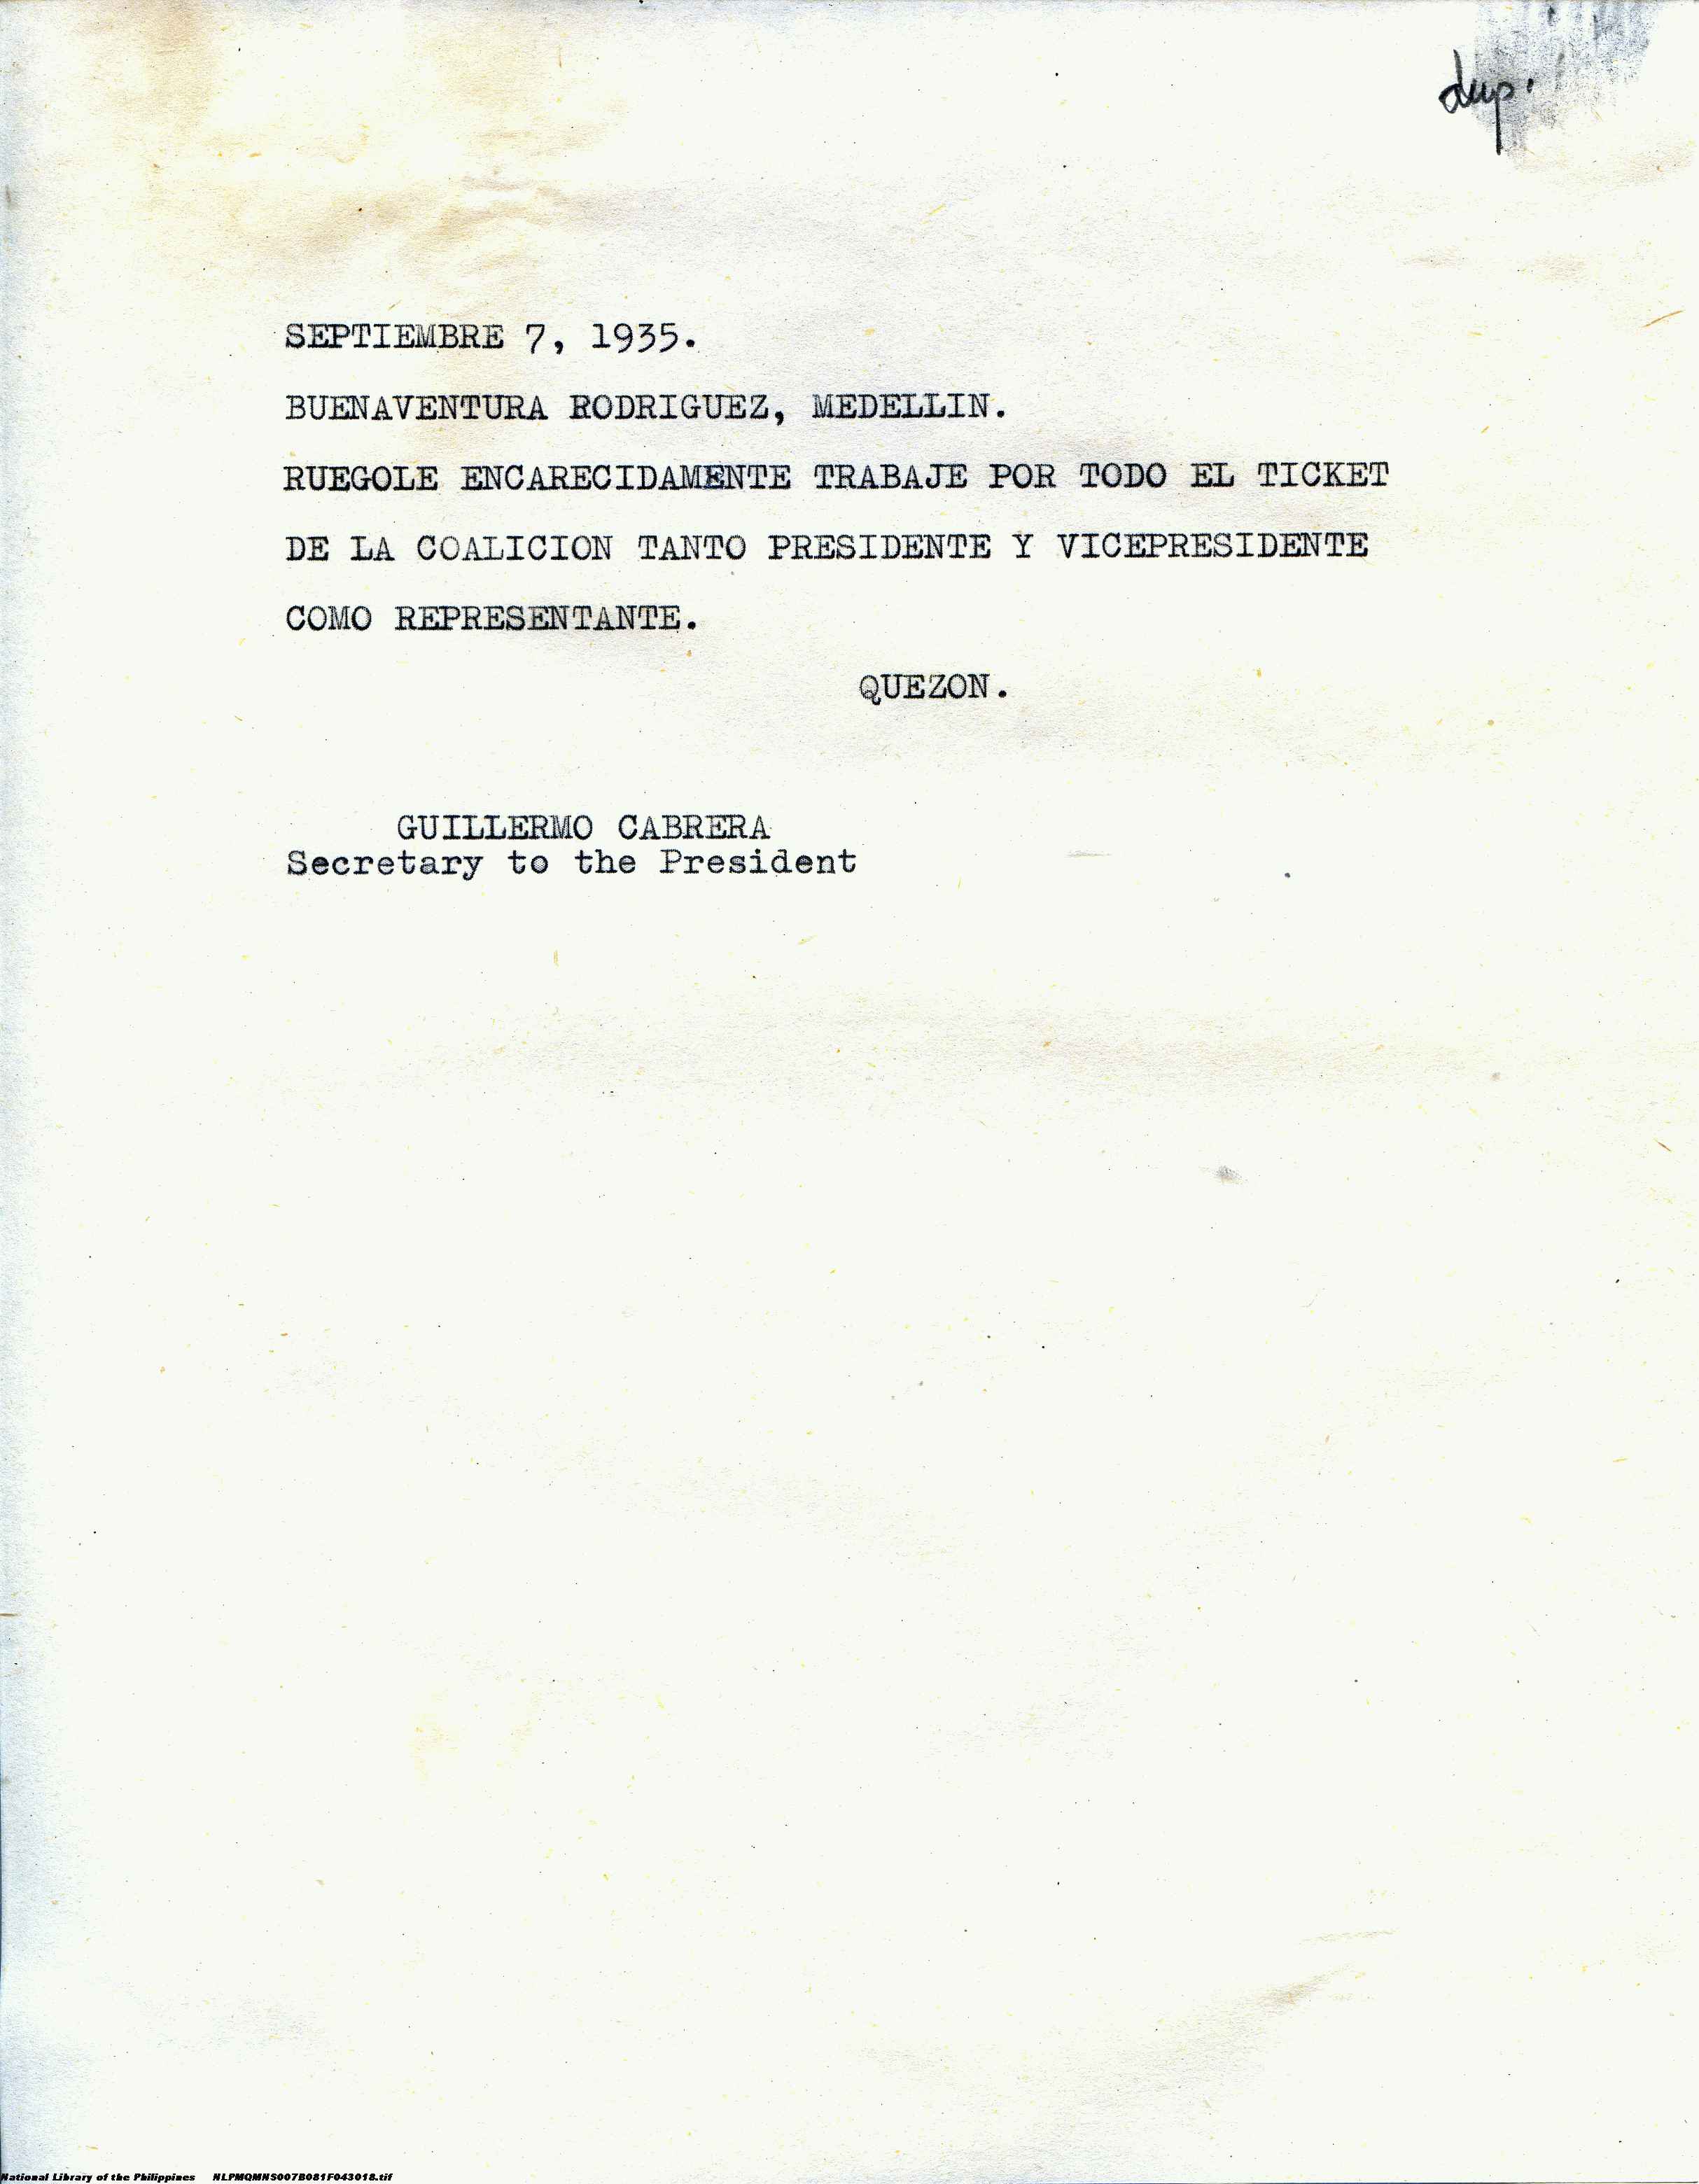 dup.
SEPTIEMBRE 7, 1935.
BUENAVENTURA RODRIGUEZ, MEDELLIN.
RUEGOLE ENCARECIDAMENTE TRABAJE POR TODO EL TICKET
DE LA COALICION TANTO PRESIDENTE Y VICEPRESIDENTE
COMO REPRESENTANTE.
QUEZON.
GUILLERMO CABRERA
Secretary to the President
National Library of the Philippines NLPMQMNS007B081F043018.tif